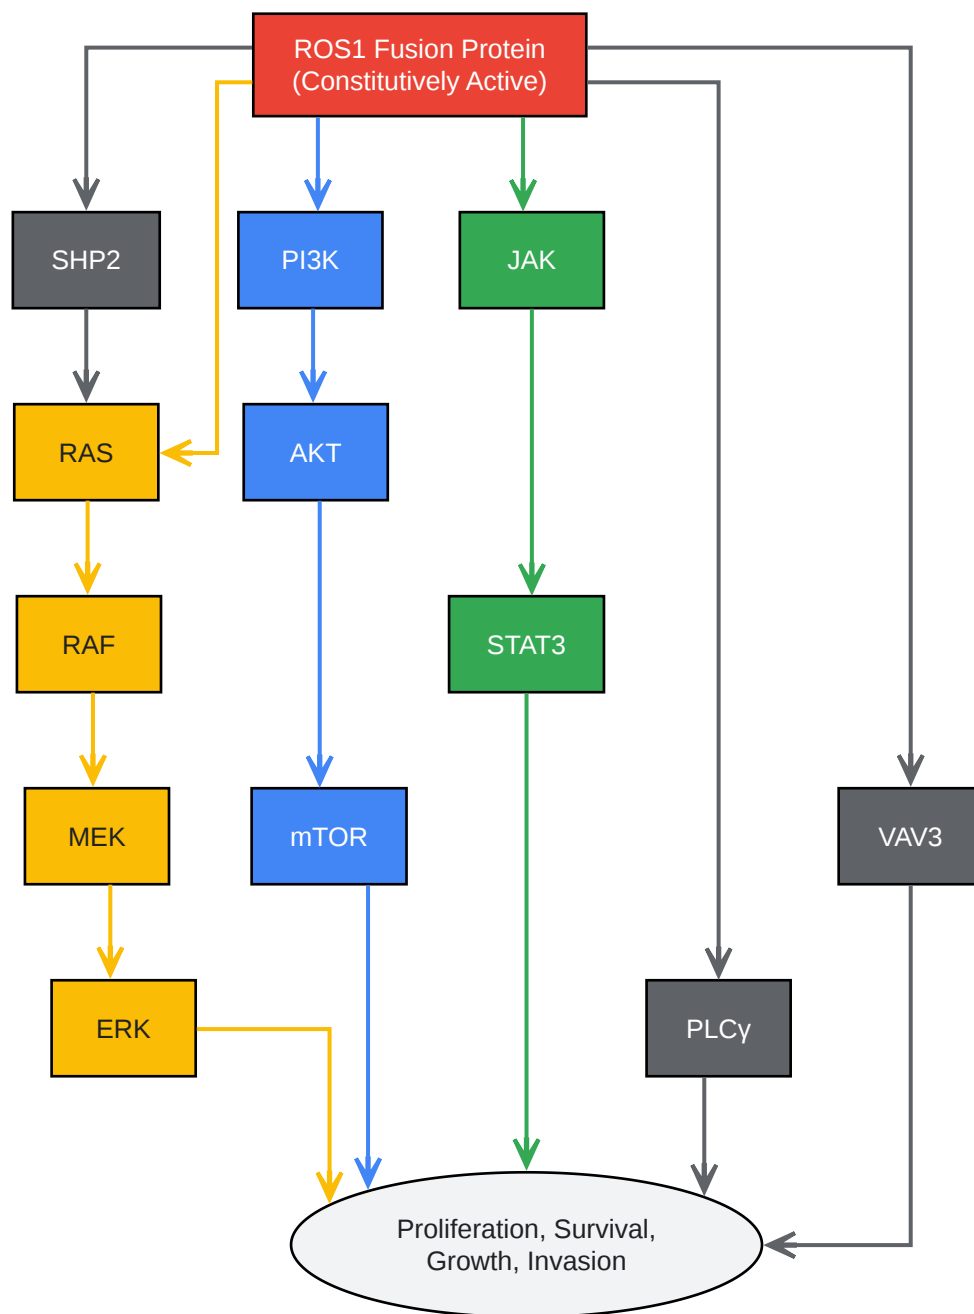 ROS1 Fusion Protein
(Constitutively Active)
SHP2
PI3K
JAK
RAS
AKT
RAF
STAT3
MEK
mTOR
VAV3
ERK
PLCγ
Proliferation, Survival,
Growth, Invasion